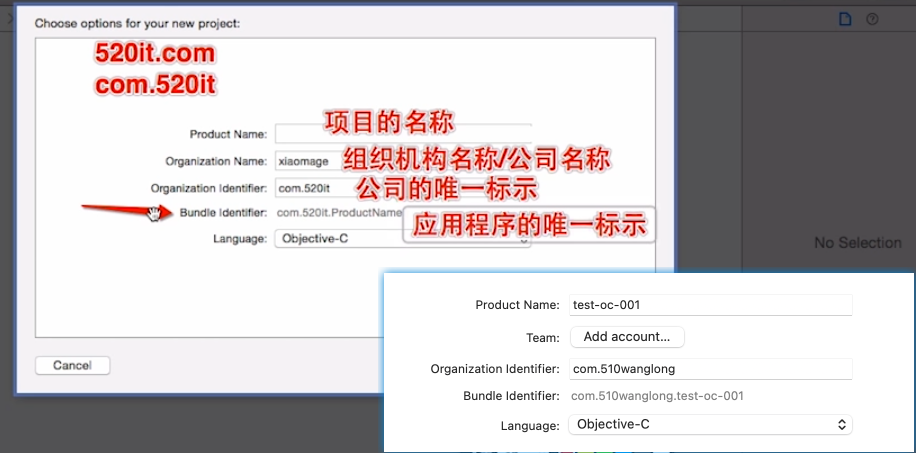 Choose options for your new project:
520it.com
com.520it
Product Name:
项目的名称
Organization Name: xiaomage
组织机构名称/公司名称
Organization Identifier: com.520it
公司的唯一标示
Bundle Identifier: com.520it.ProductName
应用程序的唯一标示
Language: Objective-C
No Selection
Cancel
Product Name: test-oc-001
Team: Add account...
Organization Identifier: com.510wanglong
Bundle Identifier: com.510wanglong.test-oc-001
Language: Objective-C